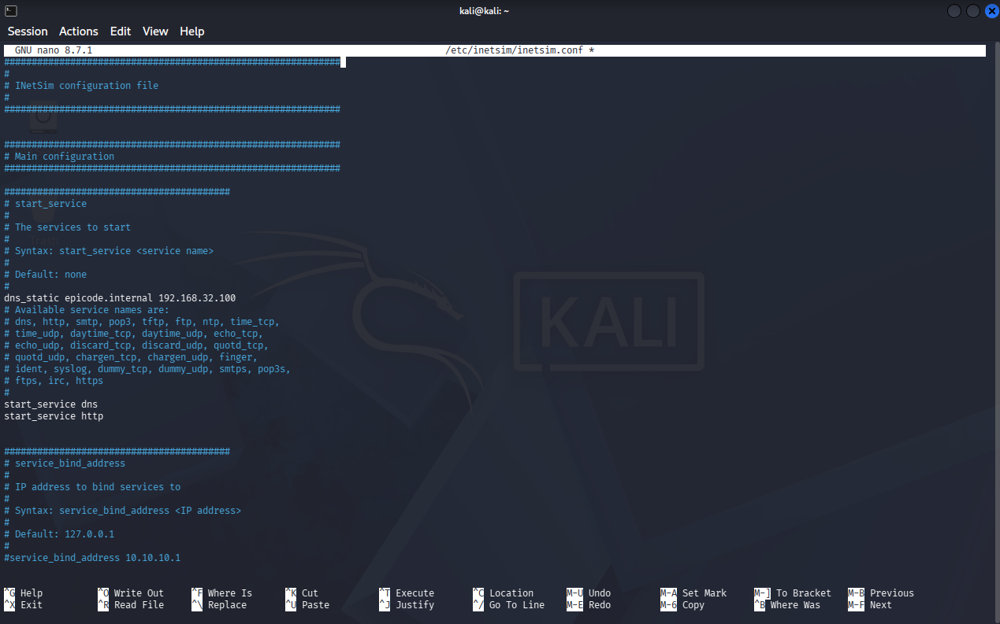 kali@kali: ~
Session Actions Edit View Help
GNU nano 8.7.1 /etc/inetsim/inetsim.conf *
#############################################################
#
# INetSim configuration file
#
#############################################################
#############################################################
# Main configuration
#############################################################
#########################################
# start_service
#
# The services to start
#
# Syntax: start_service <service name>
#
# Default: none
#
dns_static epicode.internal 192.168.32.100
# Available service names are:
# dns, http, smtp, pop3, tftp, ftp, ntp, time_tcp,
# time_udp, daytime_tcp, daytime_udp, echo_tcp,
# echo_udp, discard_tcp, discard_udp, quotd_tcp,
# quotd_udp, chargen_tcp, chargen_udp, finger,
# ident, syslog, dummy_tcp, dummy_udp, smtps, pop3s,
# ftps, irc, https
#
start_service dns
start_service http
#########################################
# service_bind_address
#
# IP address to bind services to
#
# Syntax: service_bind_address <IP address>
#
# Default: 127.0.0.1
#
#service_bind_address 10.10.10.1
KALI
Trash
^G Help ^O Write Out ^F Where Is ^K Cut ^T Execute ^C Location M-U Undo M-A Set Mark M-] To Bracket M-B Previous
^X Exit ^R Read File ^\ Replace ^U Paste ^J Justify ^/ Go To Line M-E Redo M-6 Copy ^B Where Was M-F Next